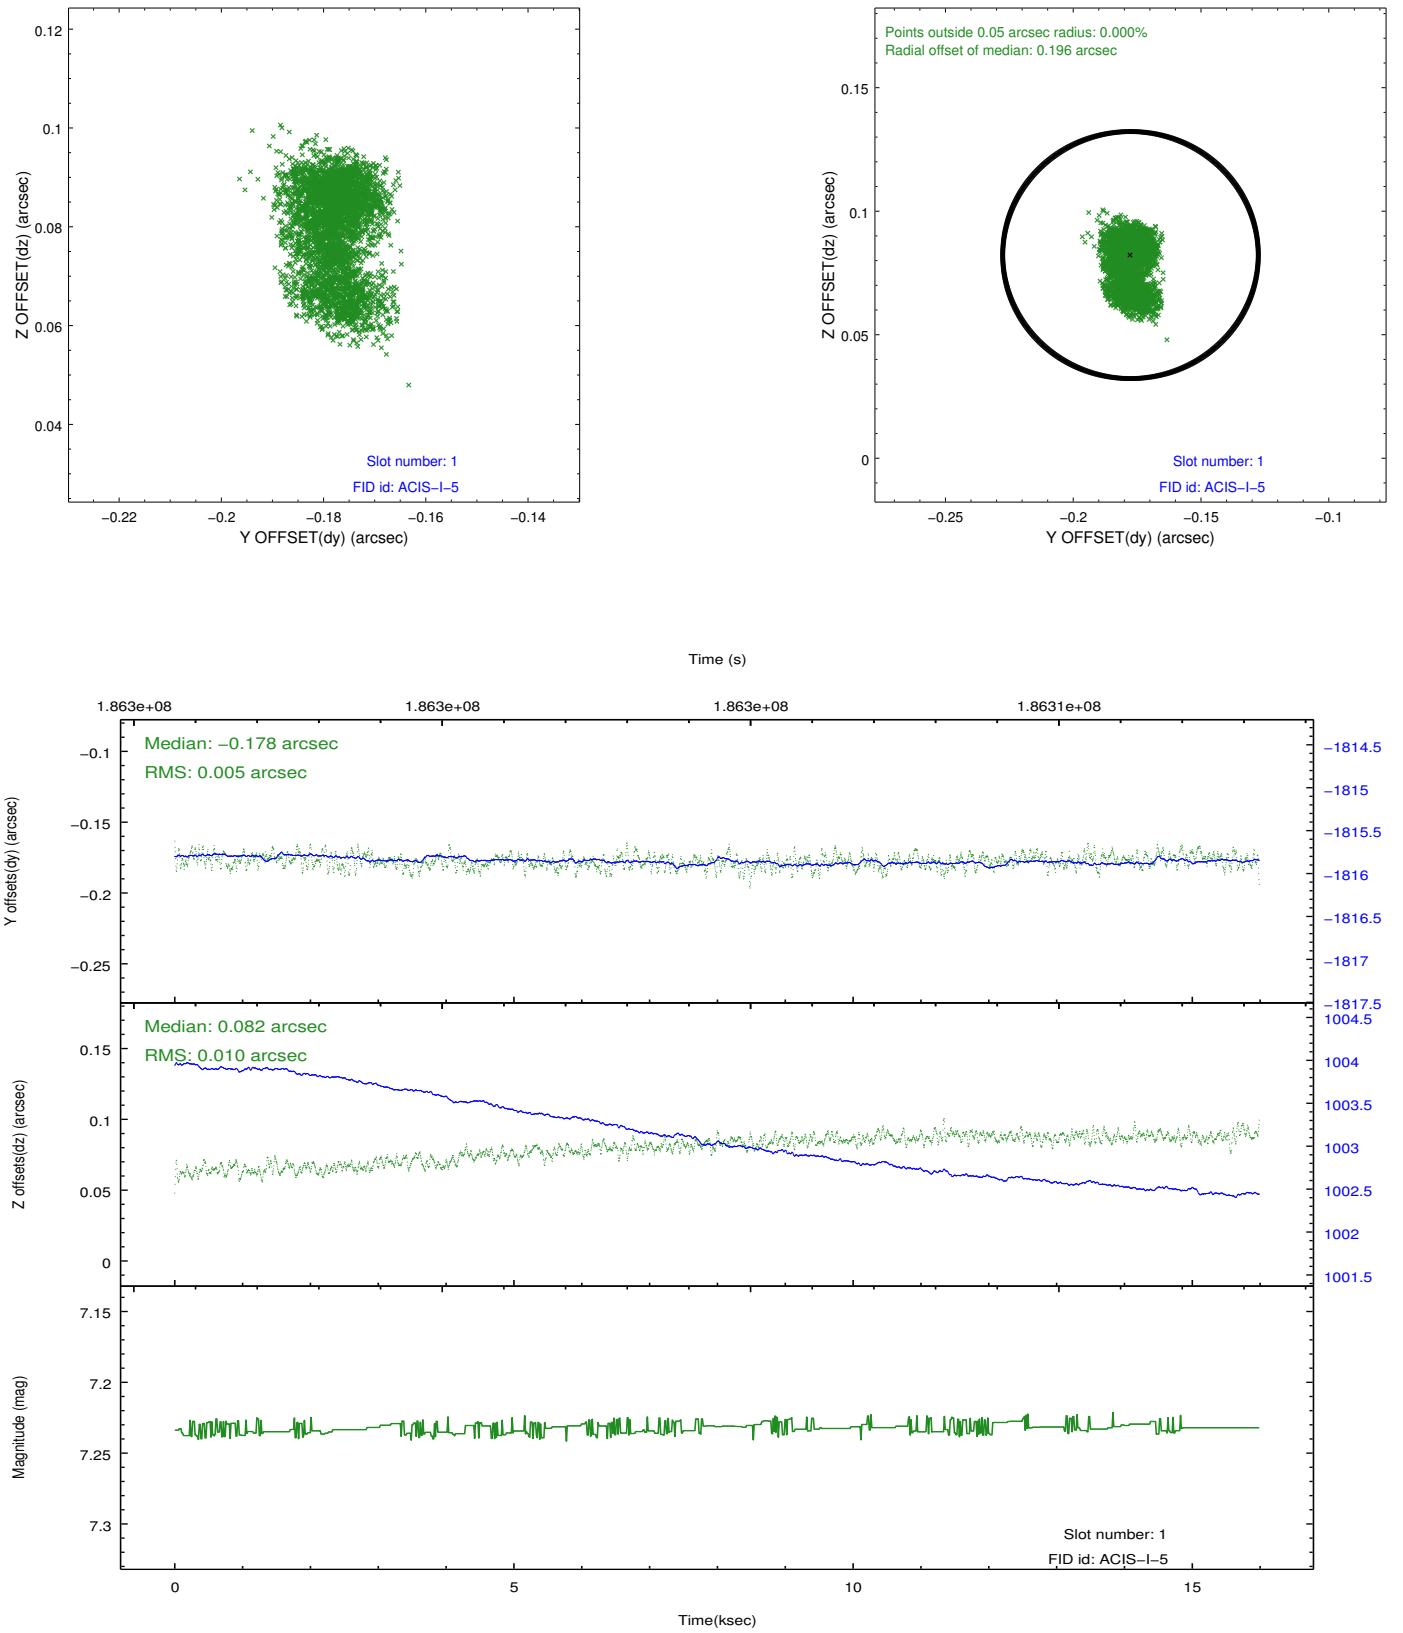 0.12
0.1
0.08
0.06
0.04
Z OFFSET(dz) (arcsec)
Slot number: 1
FID id: ACIS−I−5
−0.22
−0.2
−0.18
−0.16
−0.14
Y OFFSET(dy) (arcsec)
Points outside 0.05 arcsec radius: 0.000%
Radial offset of median: 0.196 arcsec
0.15
0.1
0.05
0
Z OFFSET(dz) (arcsec)
Slot number: 1
FID id: ACIS−I−5
−0.25
−0.2
−0.15
−0.1
Y OFFSET(dy) (arcsec)
Time (s)
1.863e+08
1.863e+08
1.863e+08
1.8631e+08
Median: −0.178 arcsec
RMS: 0.005 arcsec
−0.1
−0.15
−0.2
−0.25
Y offsets(dy) (arcsec)
−1814.5
−1815
−1815.5
−1816
−1816.5
−1817
−1817.5
Median: 0.082 arcsec
RMS: 0.010 arcsec
0.15
0.1
0.05
0
Z offsets(dz) (arcsec)
1004.5
1004
1003.5
1003
1002.5
1002
1001.5
7.15
7.2
7.25
7.3
Magnitude (mag)
Slot number: 1
FID id: ACIS−I−5
0
5
10
15
Time(ksec)